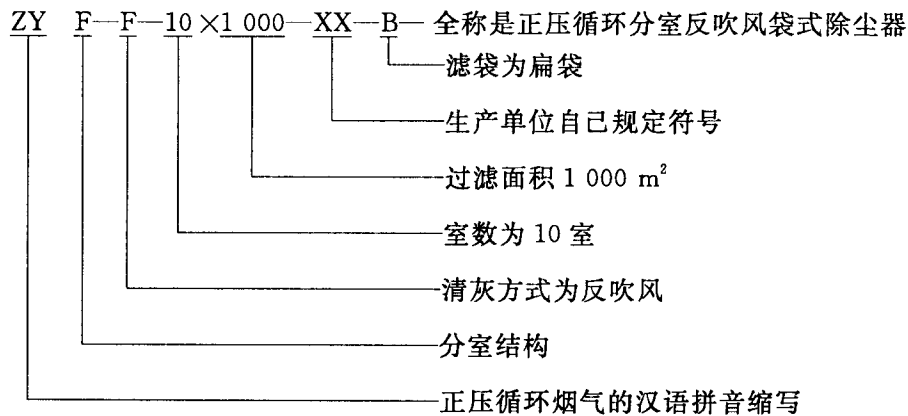 ZY F—F—10×1 000—XX—B—全称是正压循环分室反吹风袋式除尘器
滤袋为扁袋
生产单位自己规定符号
过滤面积 1 000 m²
室数为 10 室
清灰方式为反吹风
分室结构
正压循环烟气的汉语拼音缩写